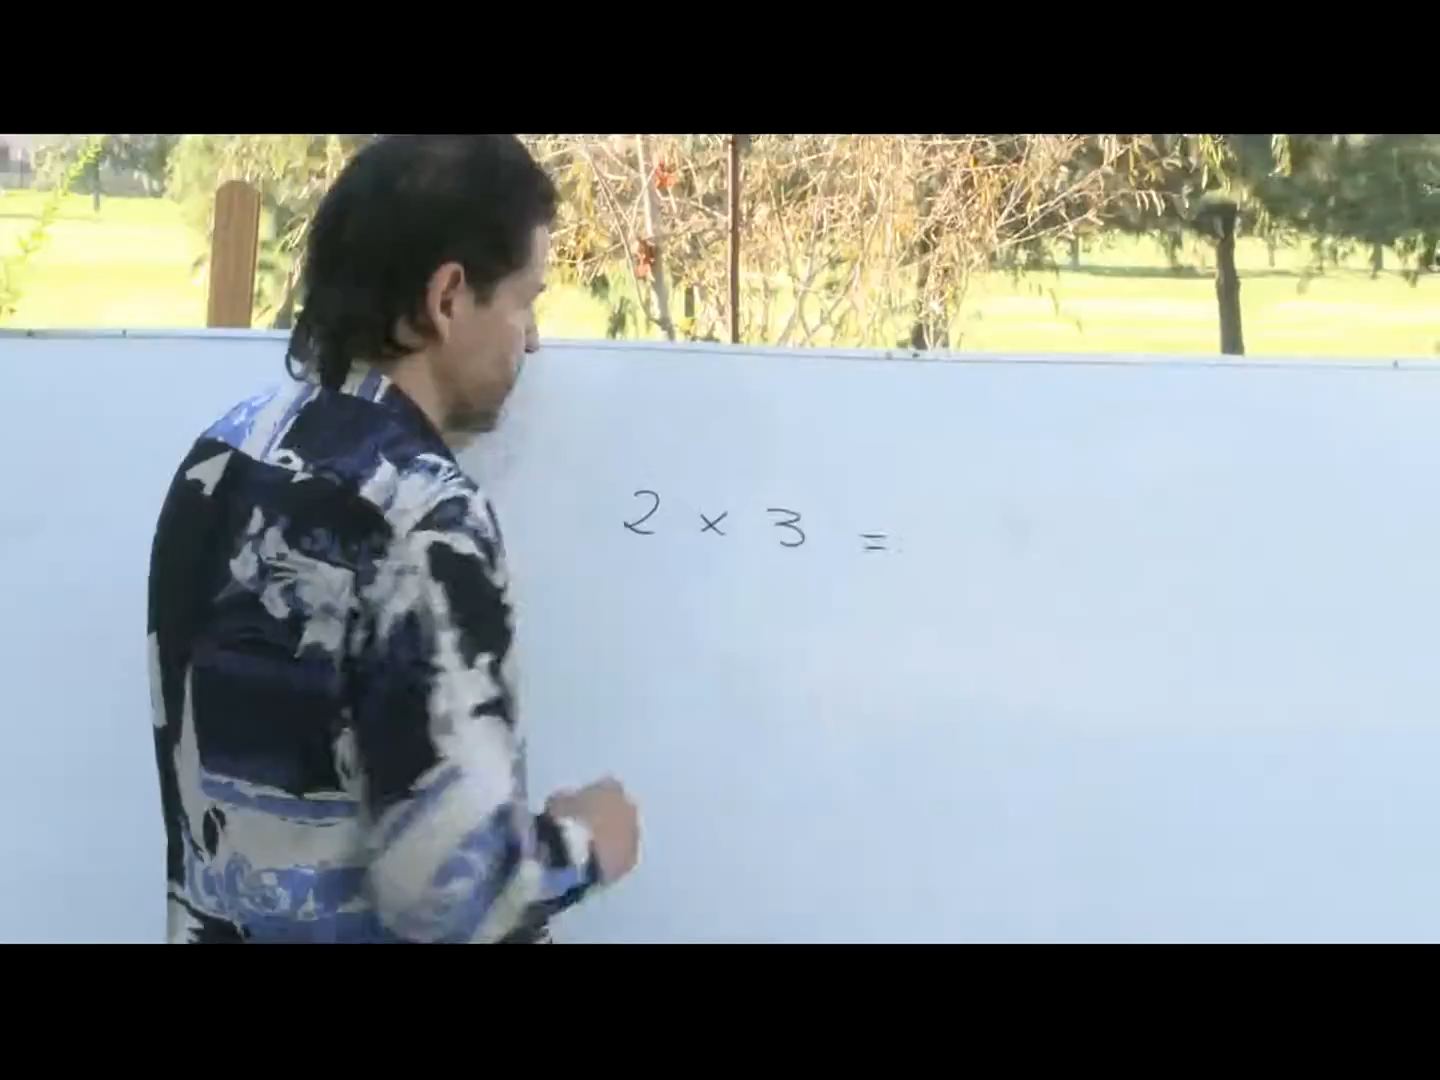 2 × 3 =